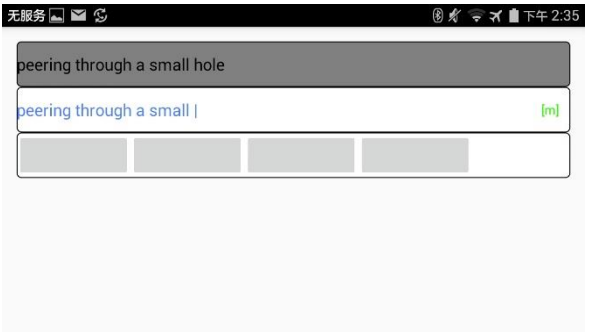 无服务 下午 2:35
peering through a small hole
peering through a small | [m]